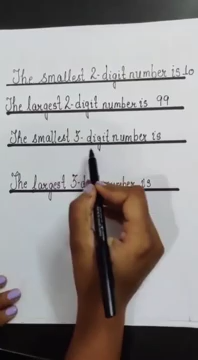 The smallest 2-digit number is 10
The largest 2-digit number is 99
The smallest 3-digit number is
The largest 3-digit number is